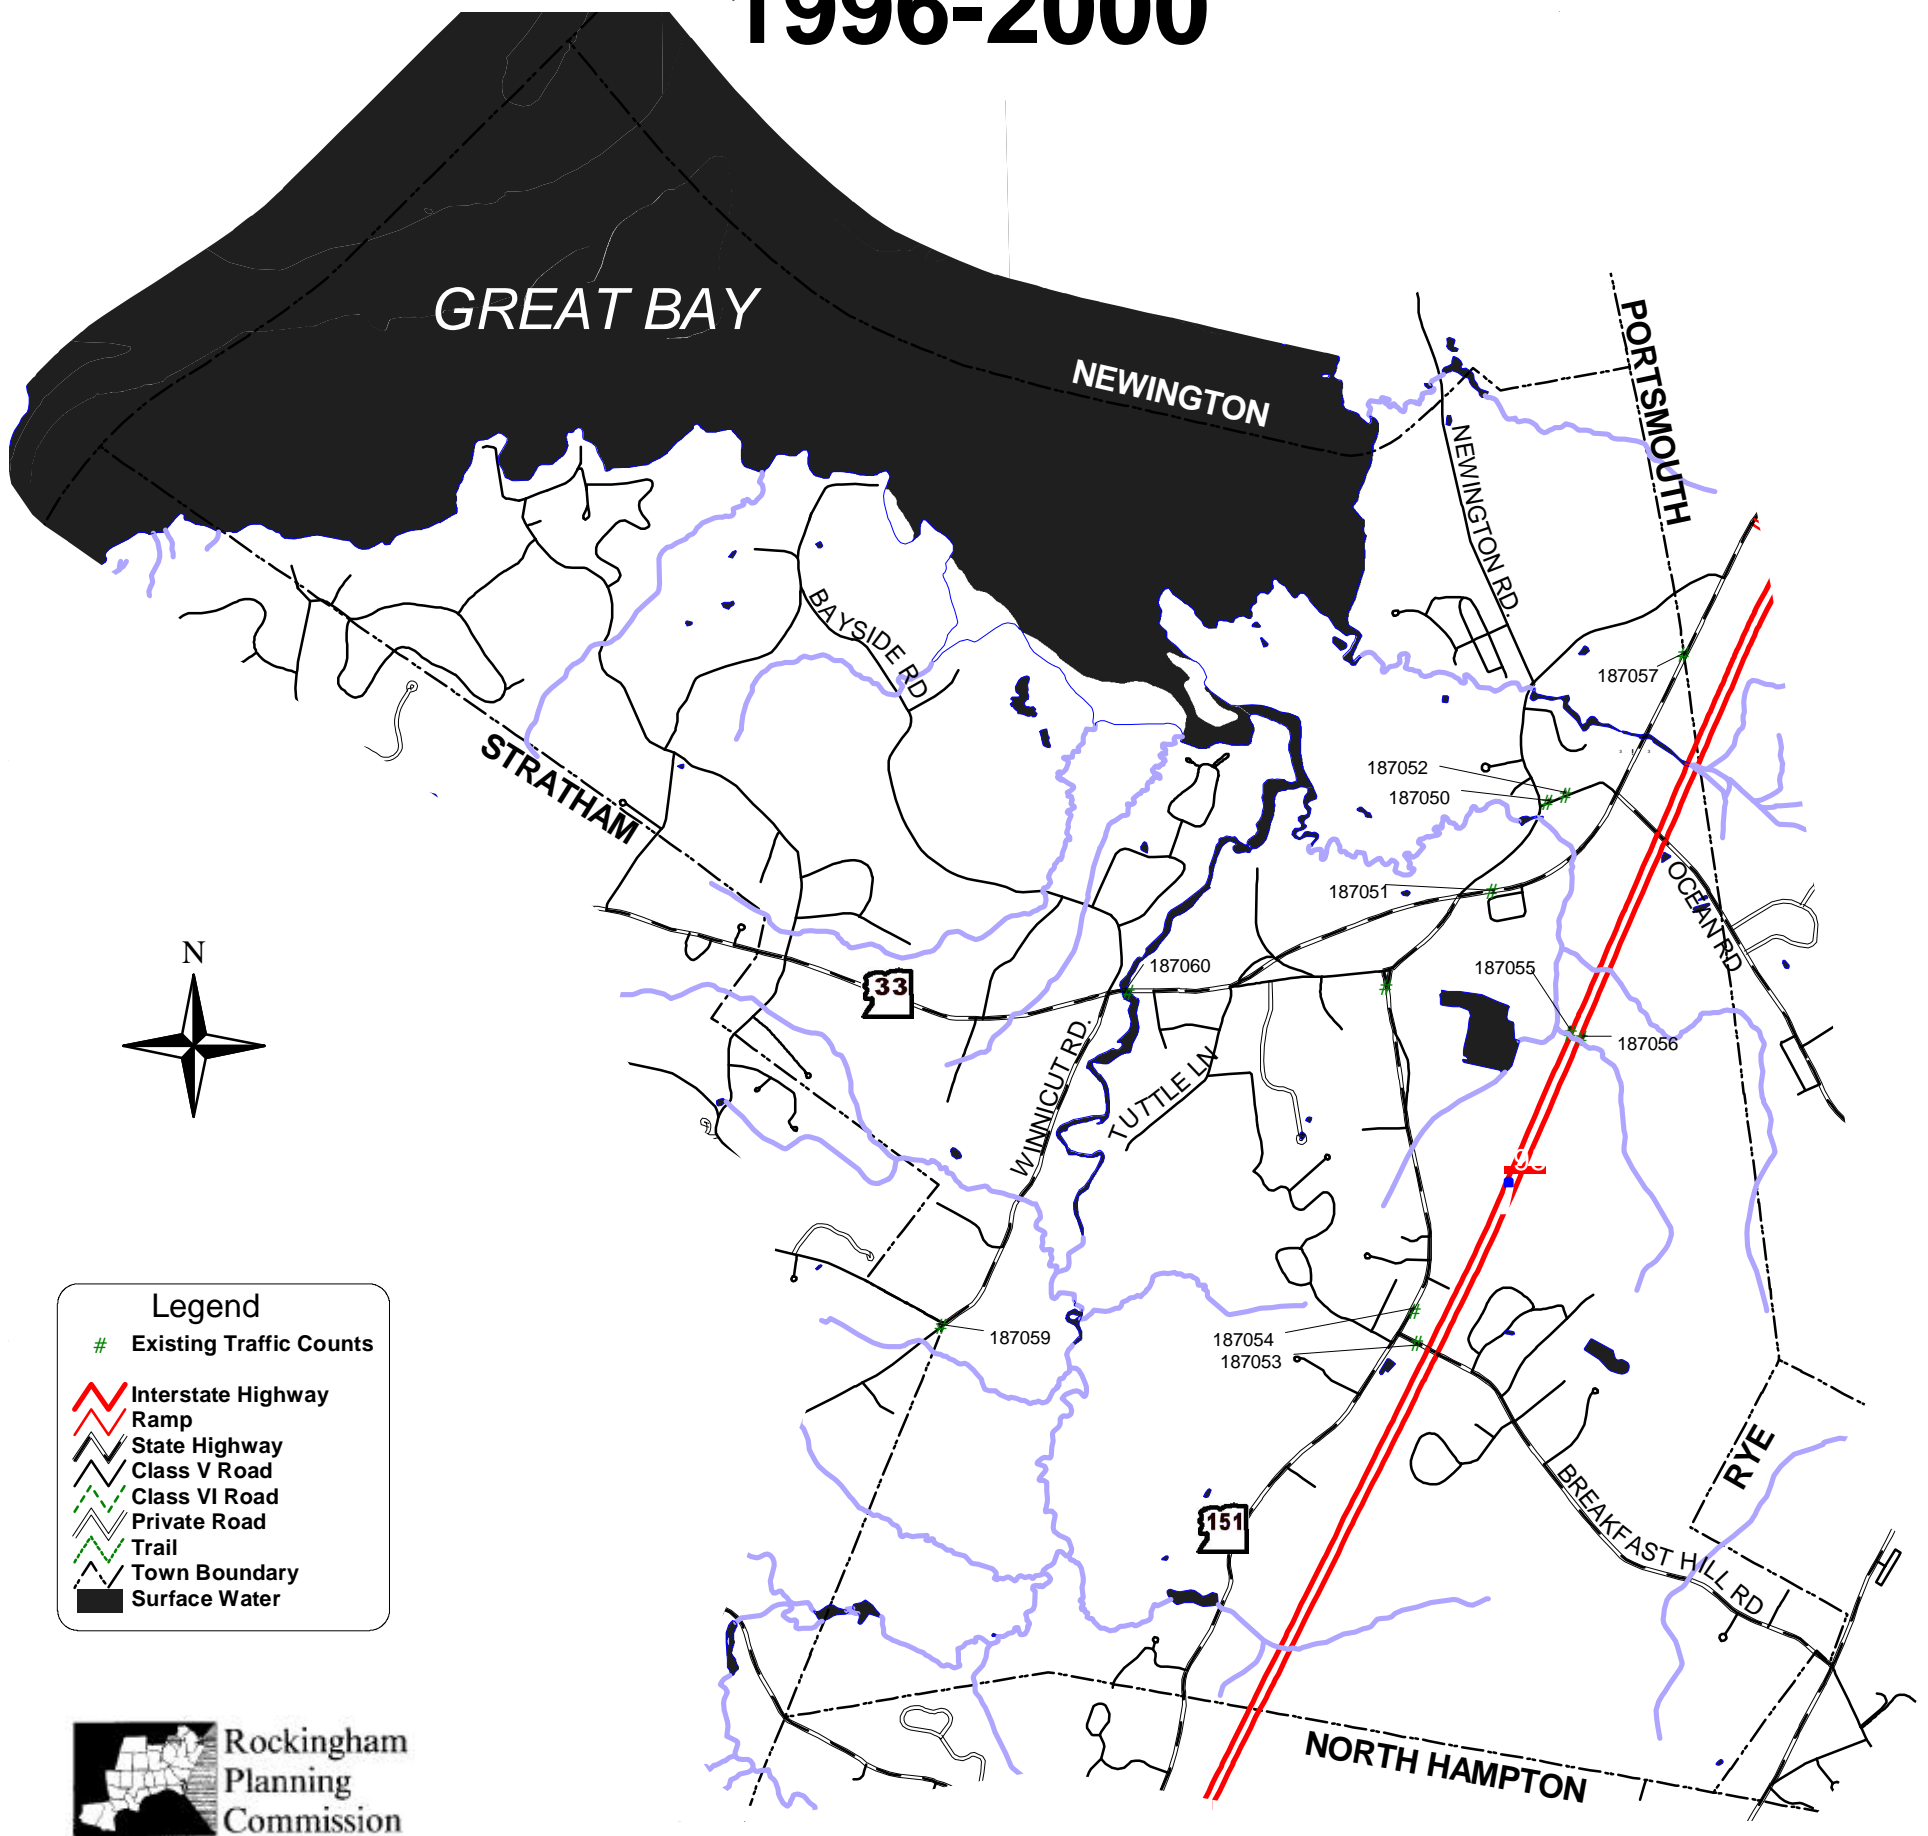 1996-2000
GREAT BAY
NEWINGTON
PORTSMOUTH
NEWINGTON RD.
BAYSIDE RD
187057
STRATHAM
187052
187050
187051
OCEAN RD
N
33
187060
187055
187056
WINNICUT RD.
TUTTLE LN
Legend
# Existing Traffic Counts
Interstate Highway
Ramp
State Highway
Class V Road
Class VI Road
Private Road
Trail
Town Boundary
Surface Water
187059
187054
187053
RYE
151
BREAKFAST HILL RD
NORTH HAMPTON
Rockingham
Planning
Commission